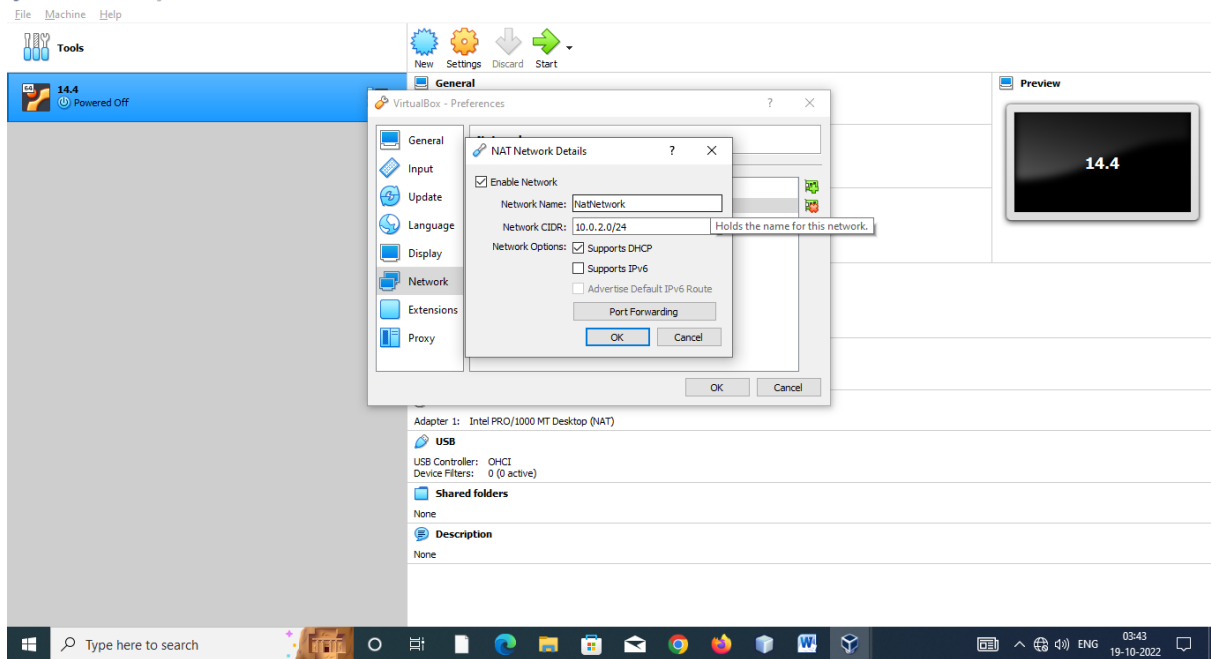 File Machine Help
Tools
New Settings Discard Start
64
14.4
Powered Off
General
Preview
14.4
VirtualBox - Preferences ?
General
Input
Update
Language
Display
Network
Extensions
Proxy
NAT Network Details ?
Enable Network
Network Name: NatNetwork
Network CIDR: 10.0.2.0/24
Holds the name for this network.
Network Options: Supports DHCP
Supports IPv6
Advertise Default IPv6 Route
Port Forwarding
OK Cancel
OK Cancel
Adapter 1: Intel PRO/1000 MT Desktop (NAT)
USB
USB Controller: OHCI
Device Filters: 0 (0 active)
Shared folders
None
Description
None
Type here to search
ENG
03:43
19-10-2022